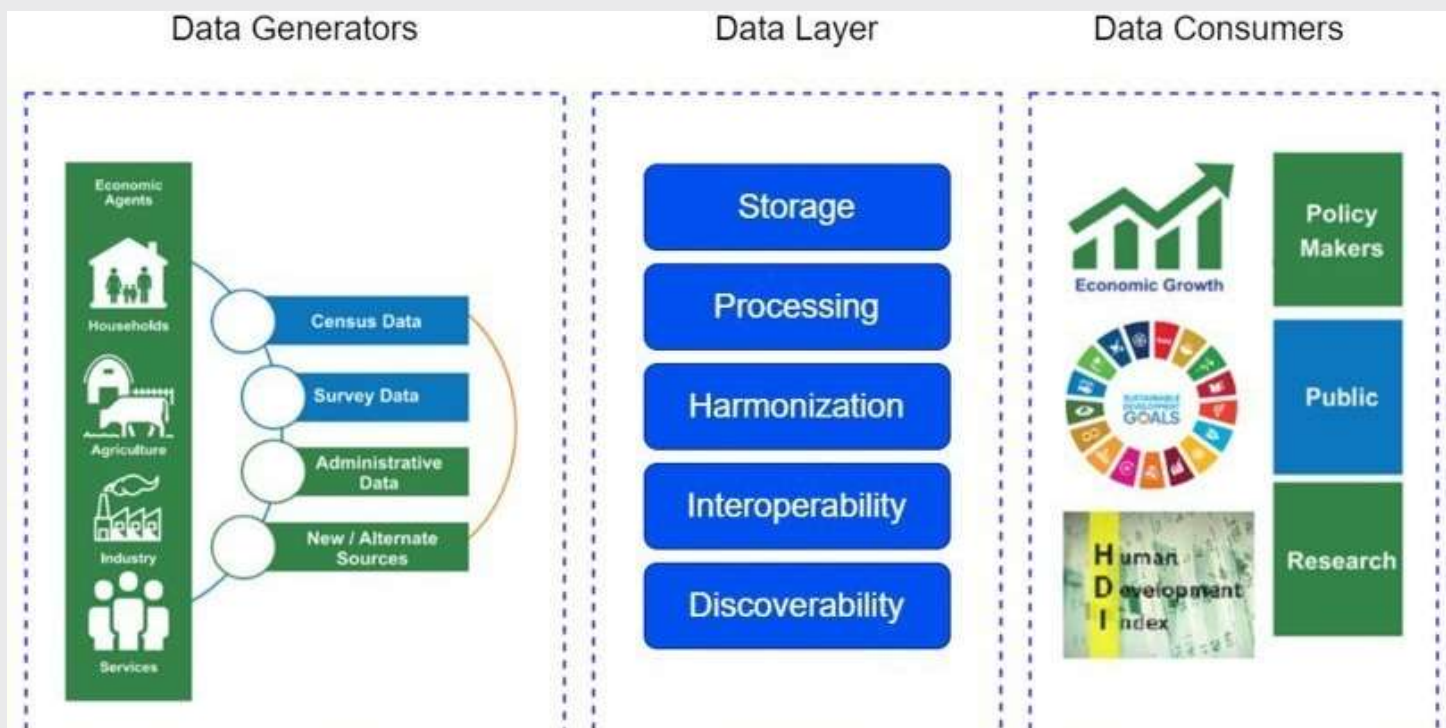 Data Generators
Data Layer
Data Consumers
Economic
Agents
Households
Agriculture
Industry
Services
Census Data
Survey Data
Administrative
Data
New / Alternate
Sources
Storage
Processing
Harmonization
Interoperability
Discoverability
Economic Growth
SUSTAINABLE
DEVELOPMENT
GOALS
Human
Development
Index
Policy
Makers
Public
Research